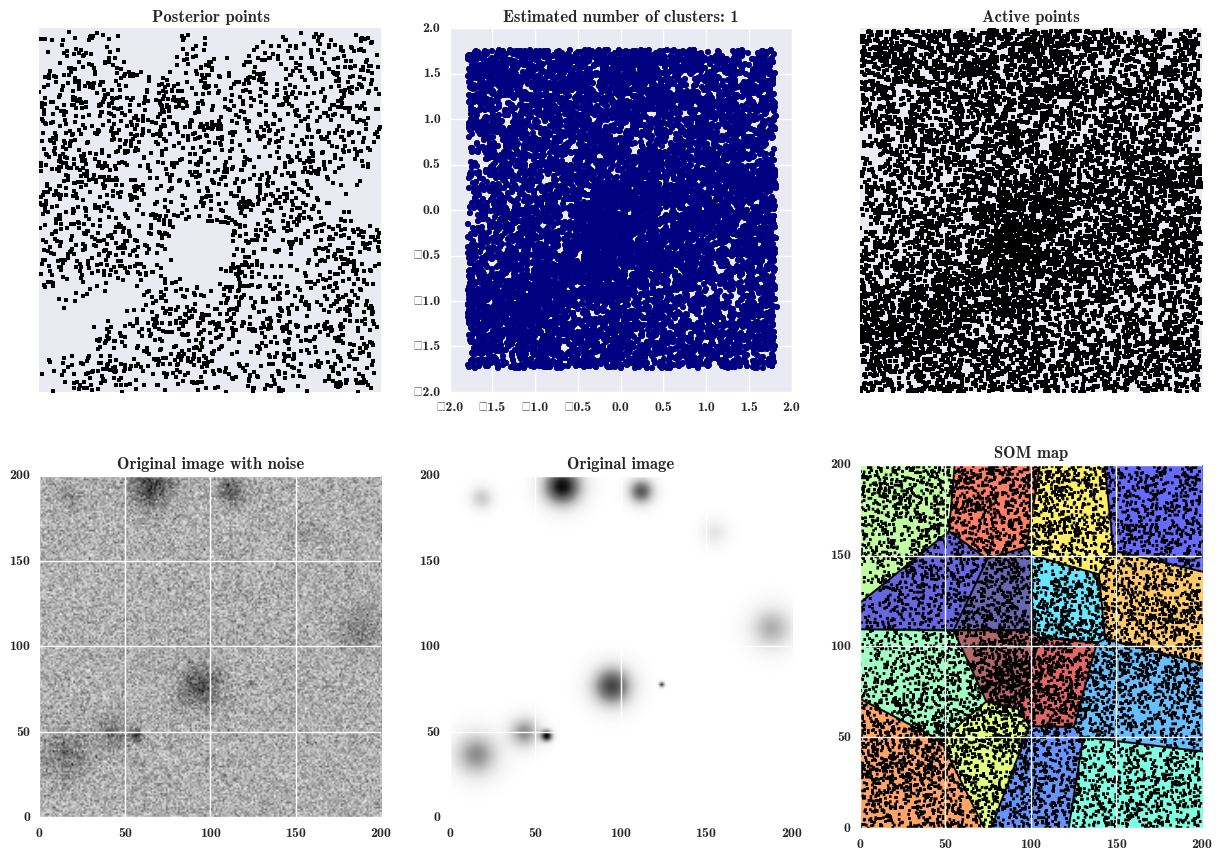 Posterior points
Estimated number of clusters: 1
Active points
2.0
1.5
1.0
0.5
0.0
□0.5
□1.0
□1.5
□2.0
□2.0 □1.5 □1.0 □0.5 0.0 0.5 1.0 1.5 2.0
Original image with noise
Original image
SOM map
200
150
100
50
0
0 50 100 150 200
200
150
100
50
0
0 50 100 150 200
200
150
100
50
0
0 50 100 150 200